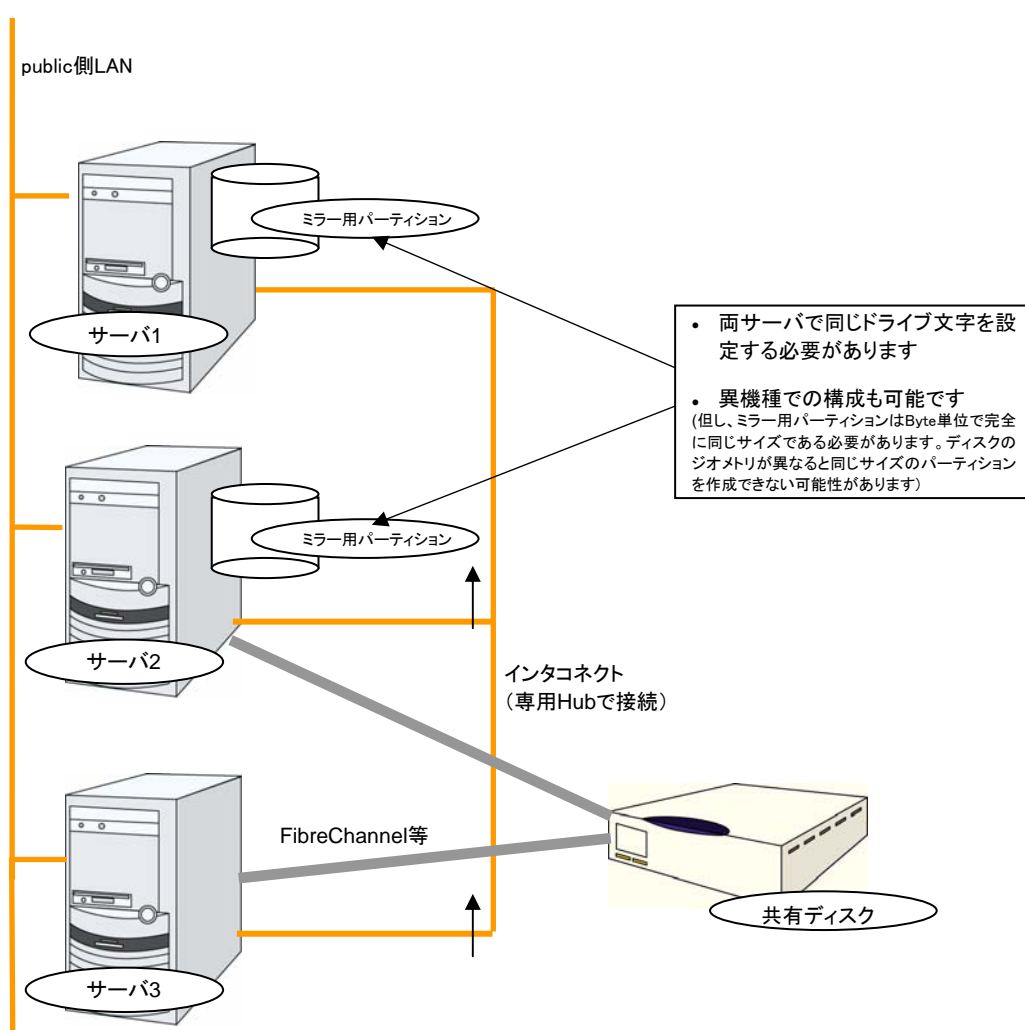 public側LAN
ミラー用パーティション
サーバ1
• 両サーバで同じドライブ文字を設
定する必要があります
• 異機種での構成も可能です
(但し、ミラー用パーティションはByte単位で完全
に同じサイズである必要があります。ディスクの
ジオメトリが異なると同じサイズのパーティション
を作成できない可能性があります)
ミラー用パーティション
サーバ2
インタコネクト
(専用Hubで接続)
FibreChannel等
共有ディスク
サーバ3